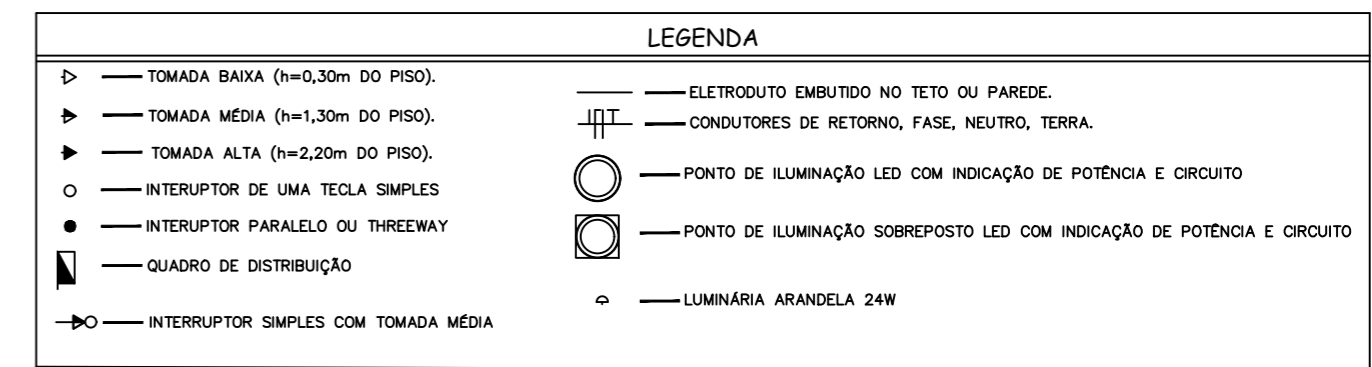 LEGENDA
TOMADA BAIXA (h=0,30m DO PISO).
TOMADA MÉDIA (h=1,30m DO PISO).
TOMADA ALTA (h=2,20m DO PISO).
INTERUPTOR DE UMA TECLA SIMPLES
INTERUPTOR PARALELO OU THREEWAY
QUADRO DE DISTRIBUIÇÃO
INTERRUPTOR SIMPLES COM TOMADA MÉDIA
ELETRODUTO EMBUTIDO NO TETO OU PAREDE.
CONDUTORES DE RETORNO, FASE, NEUTRO, TERRA.
PONTO DE ILUMINAÇÃO LED COM INDICAÇÃO DE POTÊNCIA E CIRCUITO
PONTO DE ILUMINAÇÃO SOBREPOSTO LED COM INDICAÇÃO DE POTÊNCIA E CIRCUITO
LUMINÁRIA ARANDELA 24W